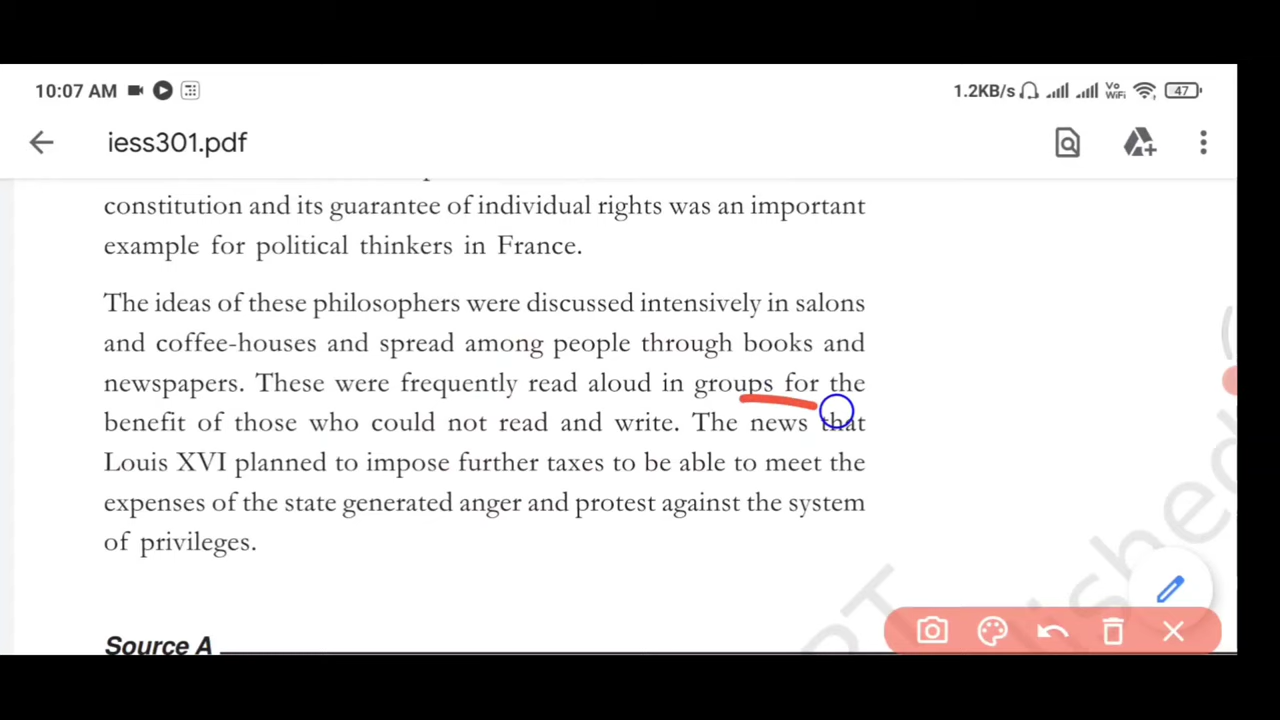 10:07 AM
1.2KB/s Vo WiFi 47
iess301.pdf
constitution and its guarantee of individual rights was an important
example for political thinkers in France.
The ideas of these philosophers were discussed intensively in salons
and coffee-houses and spread among people through books and
newspapers. These were frequently read aloud in groups for the
benefit of those who could not read and write. The news that
Louis XVI planned to impose further taxes to be able to meet the
expenses of the state generated anger and protest against the system
of privileges.
Source A